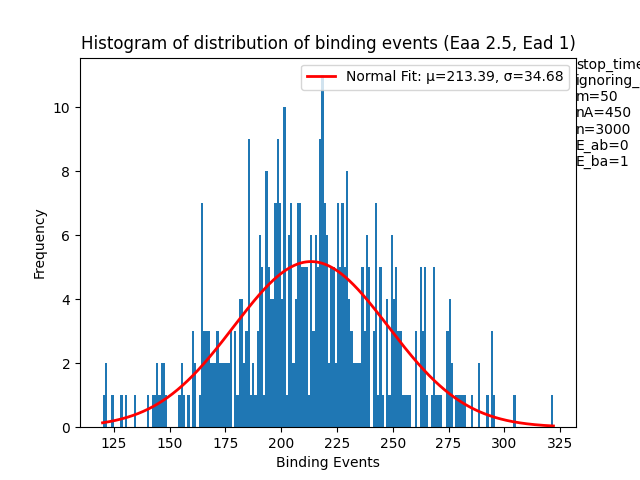 Histogram of distribution of binding events (Eaa 2.5, Ead 1)
Normal Fit: μ=213.39, σ=34.68
stop_time
ignoring_
m=50
nA=450
n=3000
E_ab=0
E_ba=1
Frequency
10
8
6
4
2
0
125 150 175 200 225 250 275 300 325
Binding Events